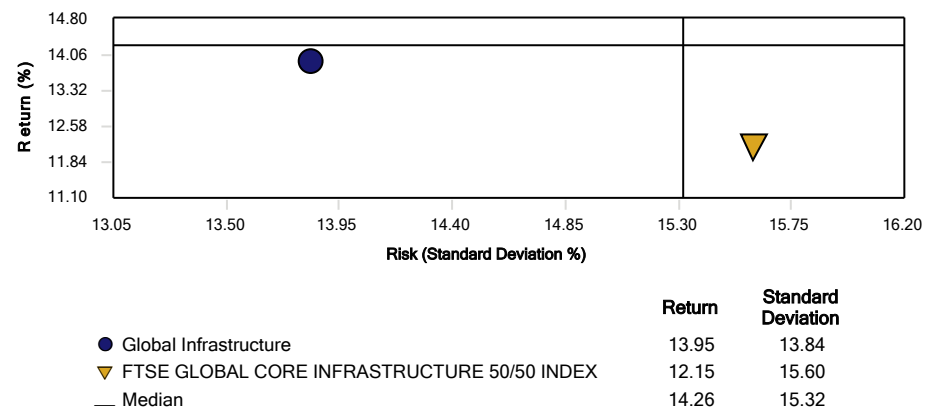 14.80
14.06
13.32
12.58
11.84
11.10
Return (%)
13.05 13.50 13.95 14.40 14.85 15.30 15.75 16.20
Risk (Standard Deviation %)
Return Standard Deviation
Global Infrastructure 13.95 13.84
FTSE GLOBAL CORE INFRASTRUCTURE 50/50 INDEX 12.15 15.60
Median 14.26 15.32